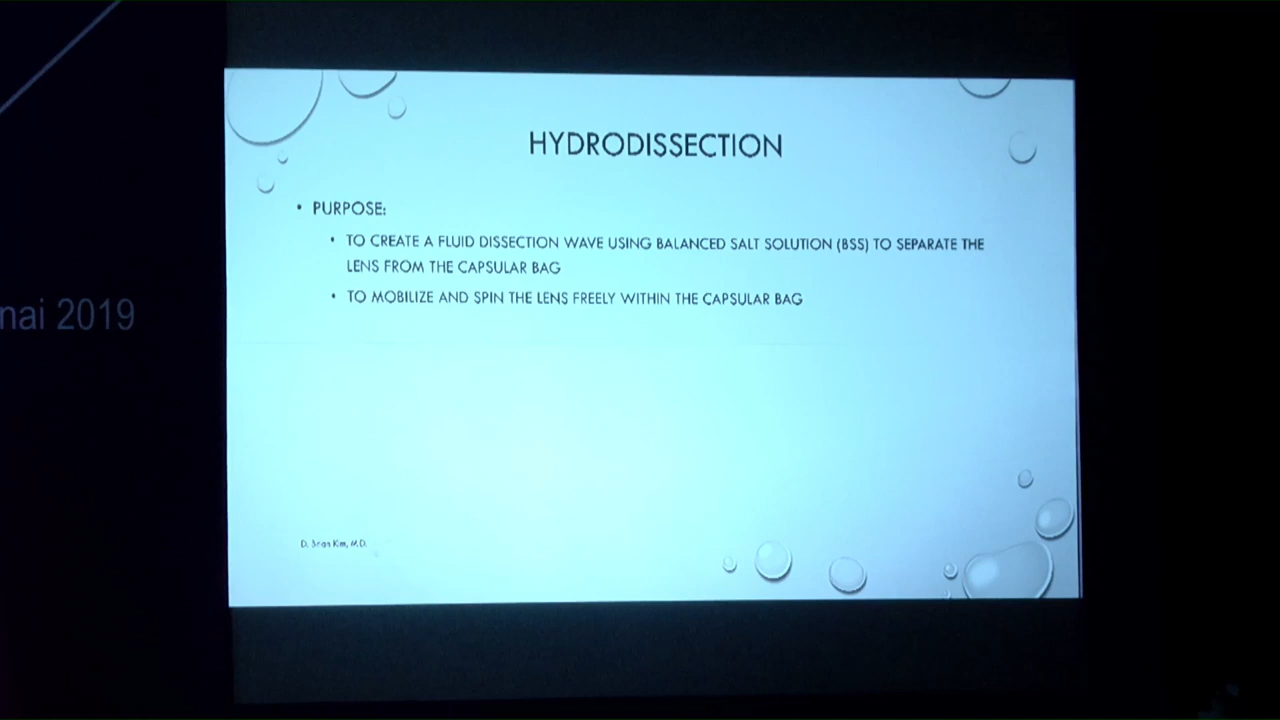 HYDRODISSECTION
• PURPOSE:
• TO CREATE A FLUID DISSECTION WAVE USING BALANCED SALT SOLUTION (BSS) TO SEPARATE THE
LENS FROM THE CAPSULAR BAG
• TO MOBILIZE AND SPIN THE LENS FREELY WITHIN THE CAPSULAR BAG
nai 2019
D. Kim, M.D.